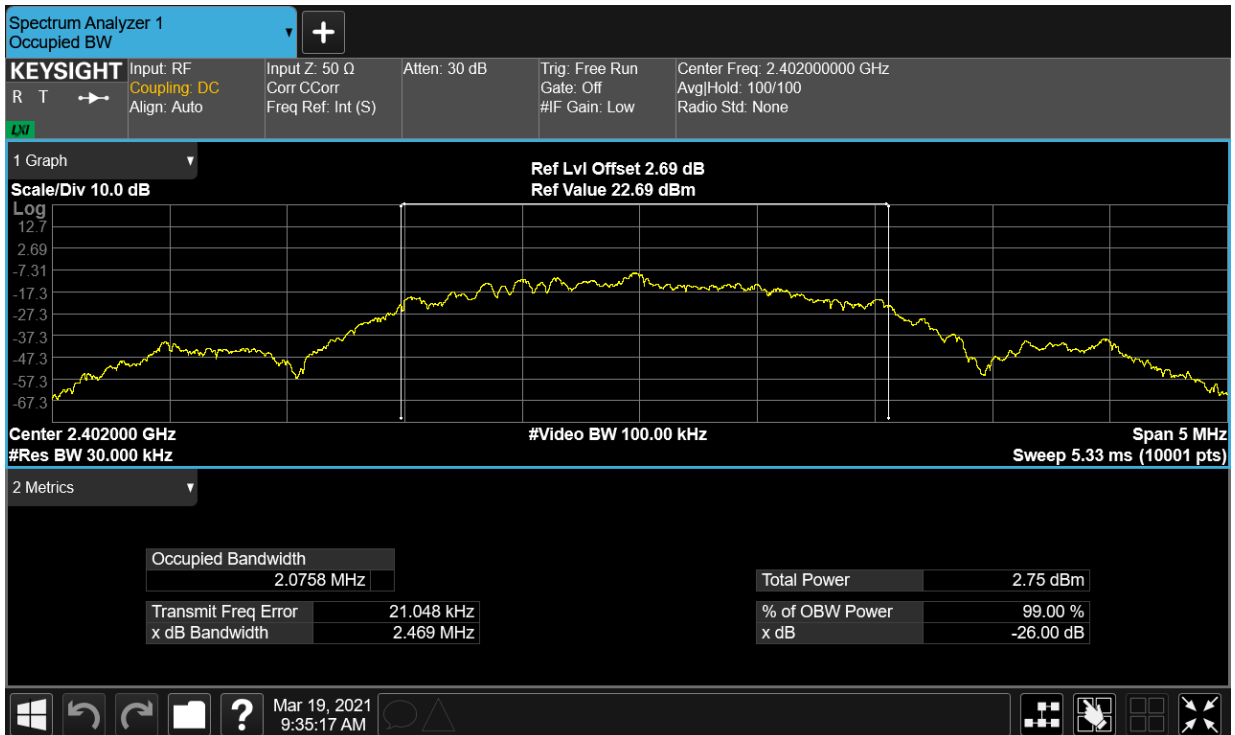 Spectrum Analyzer 1
Occupied BW
▼
+
KEYSIGHT Input: RF Input Z: 50 Ω Atten: 30 dB Trig: Free Run Center Freq: 2.402000000 GHz
R T Coupling: DC Corr CCorr Gate: Off Avg|Hold: 100/100
Align: Auto Freq Ref: Int (S) #IF Gain: Low Radio Std: None
LXI
1 Graph ▼
Ref Lvl Offset 2.69 dB
Scale/Div 10.0 dB Ref Value 22.69 dBm
Log
12.7
2.69
-7.31
-17.3
-27.3
-37.3
-47.3
-57.3
-67.3
Center 2.402000 GHz #Video BW 100.00 kHz Span 5 MHz
#Res BW 30.000 kHz Sweep 5.33 ms (10001 pts)
2 Metrics ▼
Occupied Bandwidth
2.0758 MHz Total Power 2.75 dBm
Transmit Freq Error 21.048 kHz % of OBW Power 99.00 %
x dB Bandwidth 2.469 MHz x dB -26.00 dB
? Mar 19, 2021
9:35:17 AM